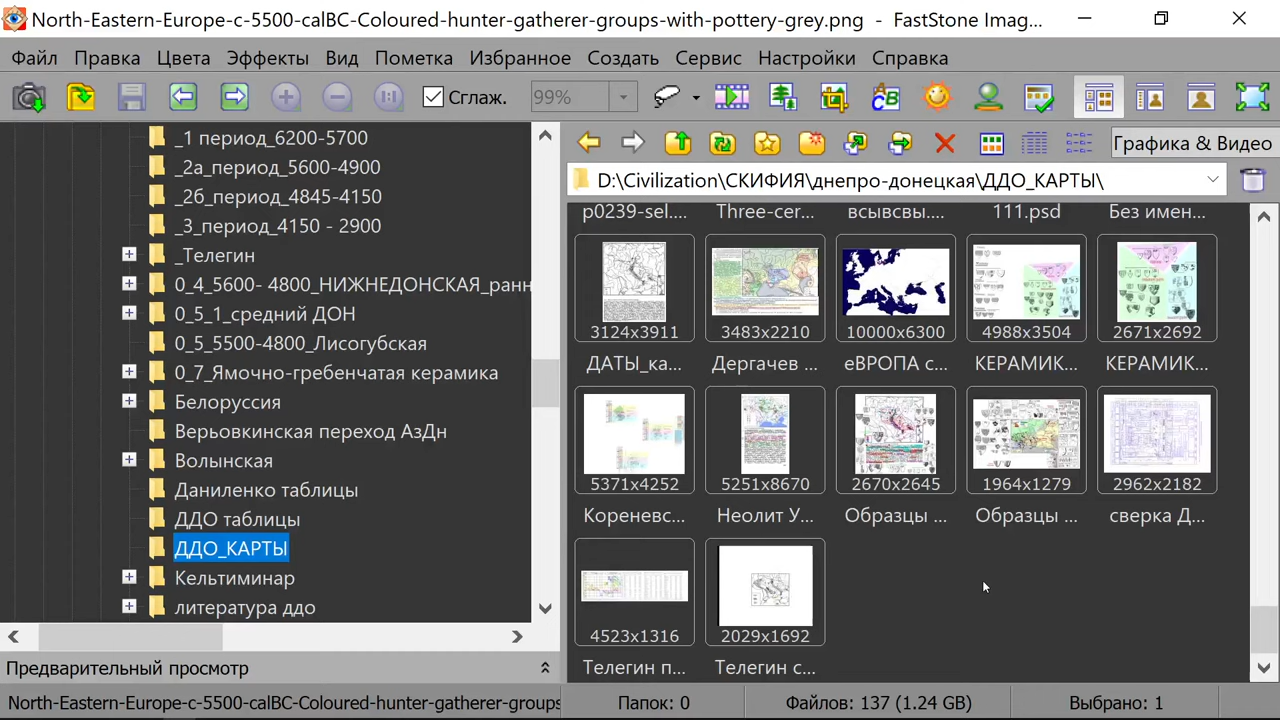 North-Eastern-Europe-c-5500-calBC-Coloured-hunter-gatherer-groups-with-pottery-grey.png - FastStone Imag...
Файл Правка Цвета Эффекты Вид Пометка Избранное Создать Сервис Настройки Справка
Сглаж. 99%
_1 период_6200-5700
_2а_период_5600-4900
_2б_период_4845-4150
_3_период_4150 - 2900
_Телегин
0_4_5600- 4800_НИЖНЕДОНСКАЯ_ранн
0_5_1_средний ДОН
0_5_5500-4800_Лисогубская
0_7_Ямочно-гребенчатая керамика
Белоруссия
Верьовкинская переход АзДн
Волынская
Даниленко таблицы
ДДО таблицы
ДДО_КАРТЫ
Кельтиминар
литература ддо
Предварительный просмотр
Графика & Видео
D:\Civilization\СКИФИЯ\днепро-донецкая\ДДО_КАРТЫ\
p0239-sel.... Three-cer... всывсвы.... 111.psd Без имен...
3124x3911 3483x2210 10000x6300 4988x3504 2671x2692
ДАТЫ_ка... Дергачев ... еВРОПА с... КЕРАМИК... КЕРАМИК...
5371x4252 5251x8670 2670x2645 1964x1279 2962x2182
Кореневс... Неолит У... Образцы ... Образцы ... сверка Д...
4523x1316 2029x1692
Телегин п... Телегин с...
North-Eastern-Europe-c-5500-calBC-Coloured-hunter-gatherer-groups
Папок: 0
Файлов: 137 (1.24 GB)
Выбрано: 1